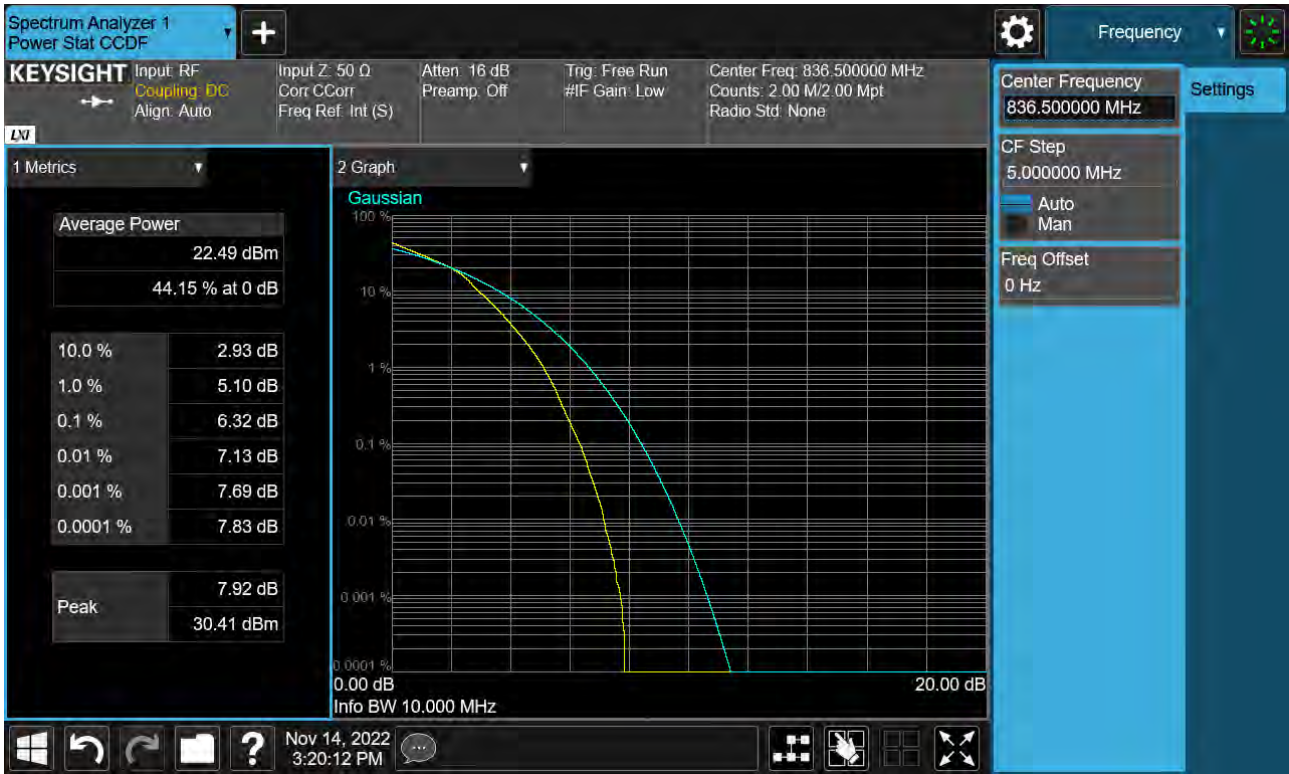 Spectrum Analyzer 1
Power Stat CCDF
Frequency
KEYSIGHT
Input: RF
Coupling: DC
Align: Auto
Input Z: 50 Ω
Corr CCorr
Freq Ref: Int (S)
Atten: 16 dB
Preamp: Off
Trig: Free Run
#IF Gain: Low
Center Freq: 836.500000 MHz
Counts: 2.00 M/2.00 Mpt
Radio Std: None
LXI
Center Frequency
836.500000 MHz
Settings
CF Step
5.000000 MHz
Auto
Man
Freq Offset
0 Hz
1 Metrics
Average Power
22.49 dBm
44.15 % at 0 dB
10.0 % 2.93 dB
1.0 % 5.10 dB
0.1 % 6.32 dB
0.01 % 7.13 dB
0.001 % 7.69 dB
0.0001 % 7.83 dB
Peak
7.92 dB
30.41 dBm
2 Graph
Gaussian
100 %
10 %
1 %
0.1 %
0.01 %
0.001 %
0.0001 %
0.00 dB 20.00 dB
Info BW 10.000 MHz
?
Nov 14, 2022
3:20:12 PM